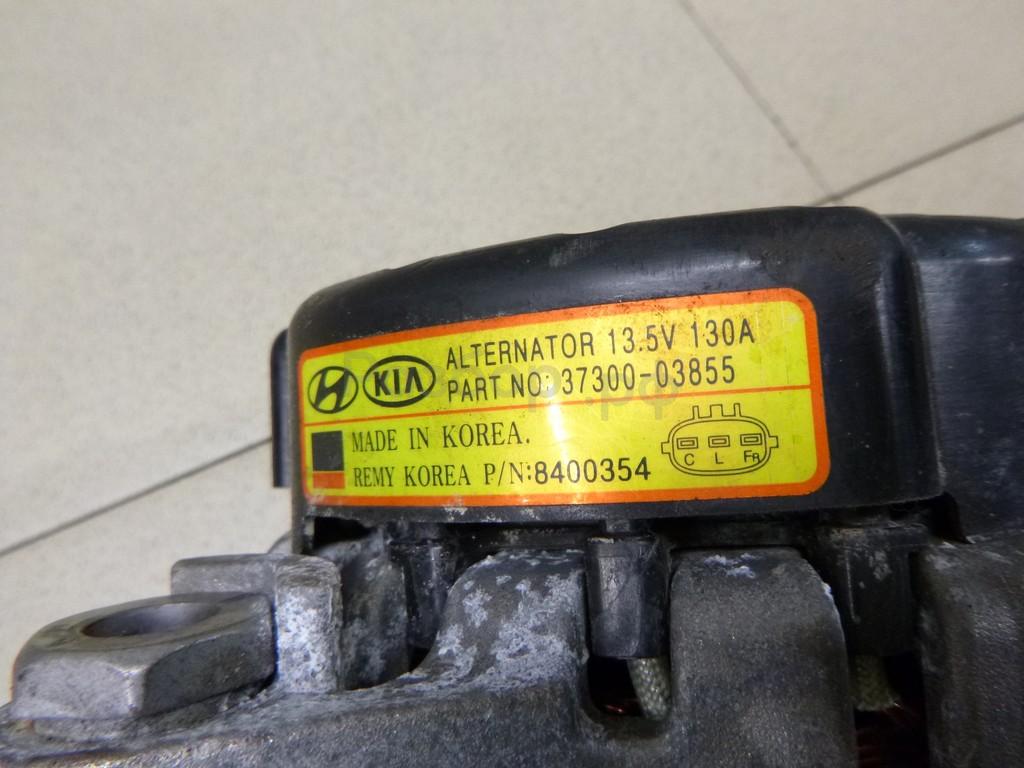 KIA
ALTERNATOR 13.5V 130A
PART NO: 37300-03855
MADE IN KOREA.
REMY KOREA P/N:8400354
C L FR